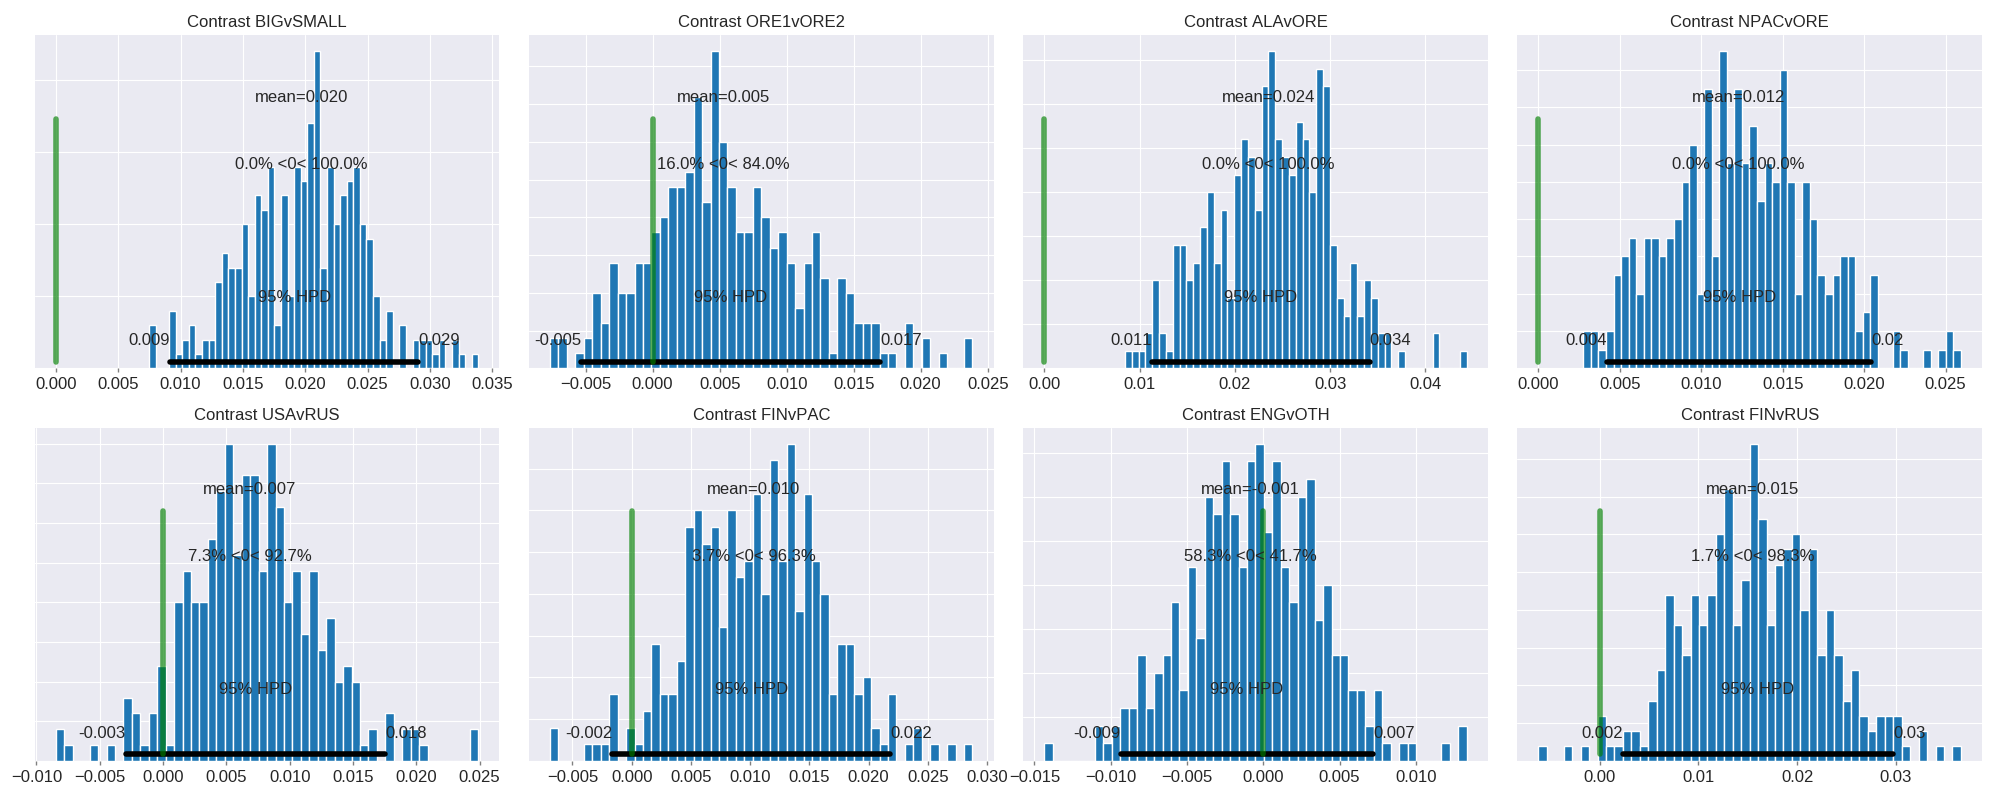 Contrast BIGvSMALL
mean=0.020
0.0% <0< 100.0%
95% HPD
0.009
0.029
0.000 0.005 0.010 0.015 0.020 0.025 0.030 0.035
Contrast ORE1vORE2
mean=0.005
16.0% <0< 84.0%
95% HPD
-0.005
0.017
−0.005 0.000 0.005 0.010 0.015 0.020 0.025
Contrast ALAvORE
mean=0.024
0.0% <0< 100.0%
95% HPD
0.011
0.034
0.00 0.01 0.02 0.03 0.04
Contrast NPACvORE
mean=0.012
0.0% <0< 100.0%
95% HPD
0.004
0.02
0.000 0.005 0.010 0.015 0.020 0.025
Contrast USAvRUS
mean=0.007
7.3% <0< 92.7%
95% HPD
-0.003
0.018
−0.010 −0.005 0.000 0.005 0.010 0.015 0.020 0.025
Contrast FINvPAC
mean=0.010
3.7% <0< 96.3%
95% HPD
-0.002
0.022
−0.005 0.000 0.005 0.010 0.015 0.020 0.025 0.030
Contrast ENGvOTH
mean=-0.001
58.3% <0< 41.7%
95% HPD
-0.009
0.007
−0.015 −0.010 −0.005 0.000 0.005 0.010
Contrast FINvRUS
mean=0.015
1.7% <0< 98.3%
95% HPD
0.002
0.03
0.00 0.01 0.02 0.03